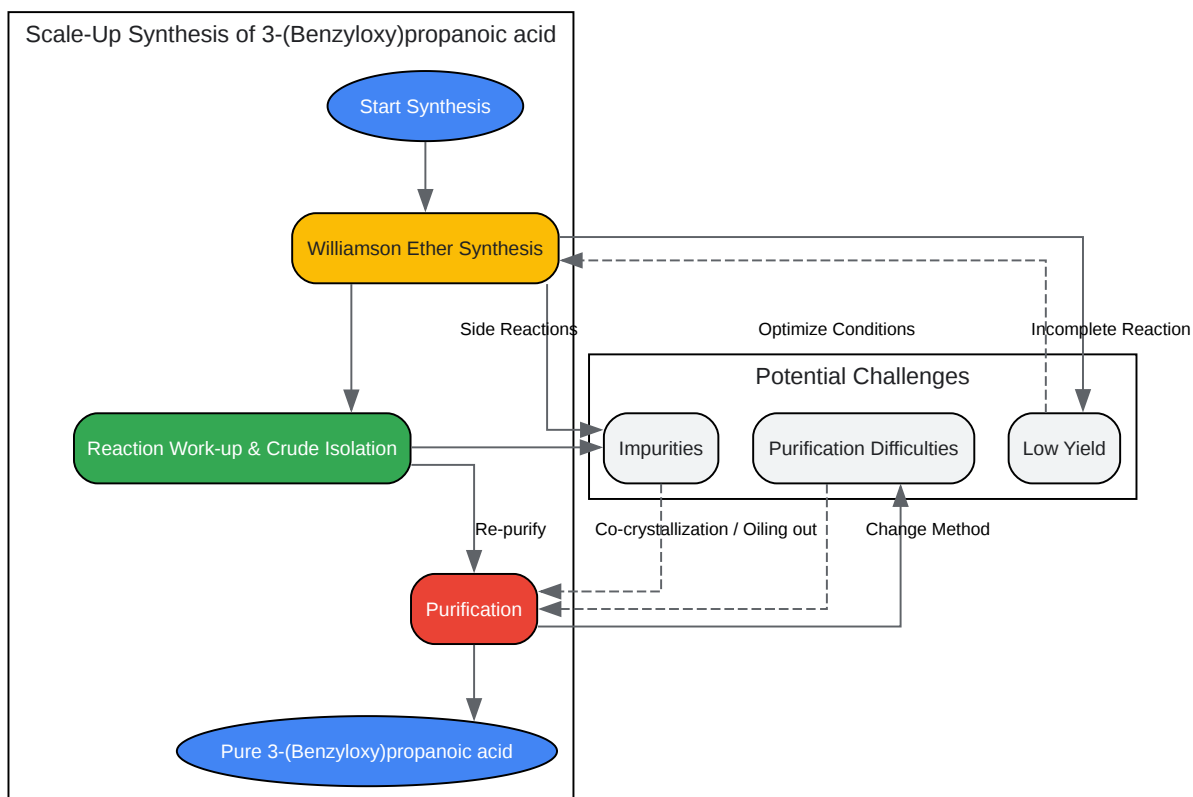 Scale-Up Synthesis of 3-(Benzyloxy)propanoic acid
Start Synthesis
Williamson Ether Synthesis
Side Reactions
Optimize Conditions
Incomplete Reaction
Potential Challenges
Reaction Work-up & Crude Isolation
Impurities
Purification Difficulties
Low Yield
Re-purify
Co-crystallization / Oiling out
Change Method
Purification
Pure 3-(Benzyloxy)propanoic acid